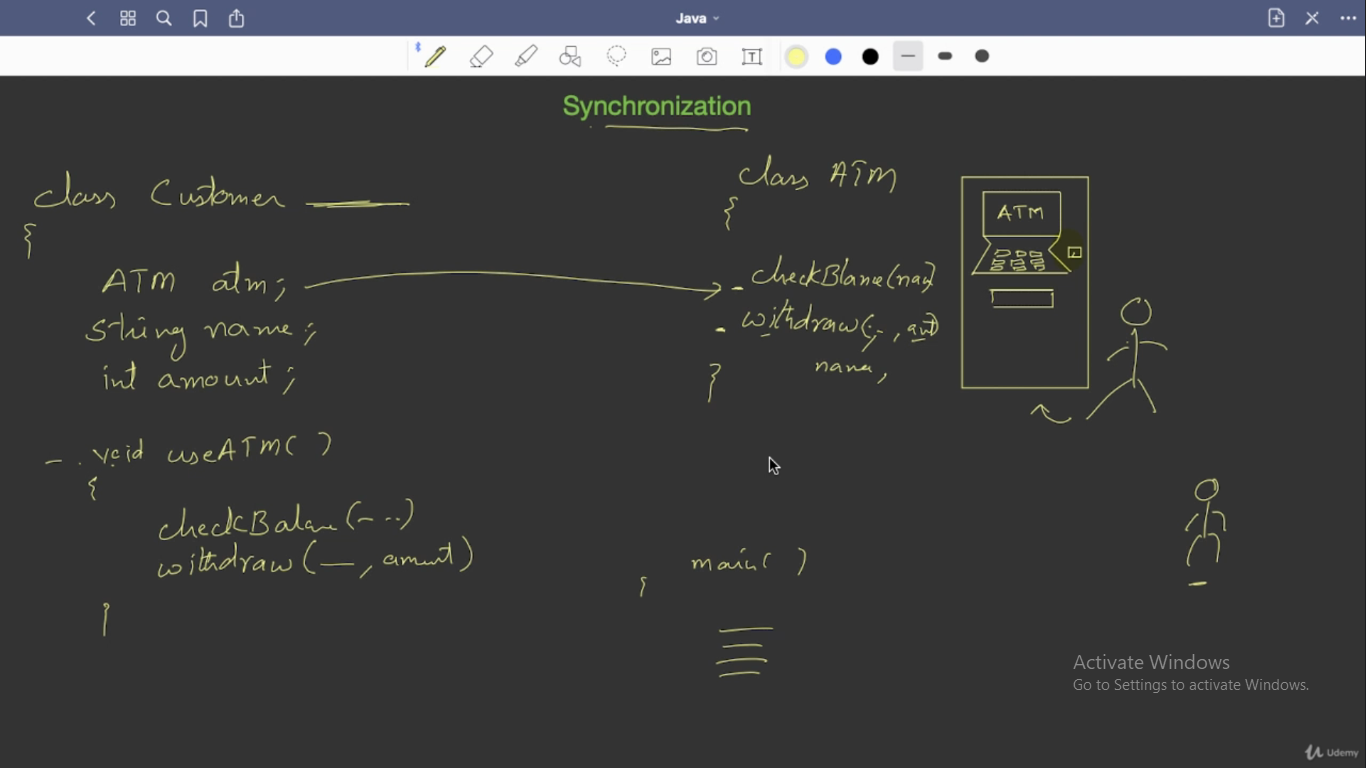 Java
Synchronization
class Customer
{
ATM atm;
string name;
int amount;
- . void useATM( )
{
checkBalane(- ..)
withdraw(—, amunt)
}
class ATM
{
- checkBlane(nam)
- withdraw(:-, amt)
name,
}
ATM
main( )
{
T
Activate Windows
Go to Settings to activate Windows.
Udemy